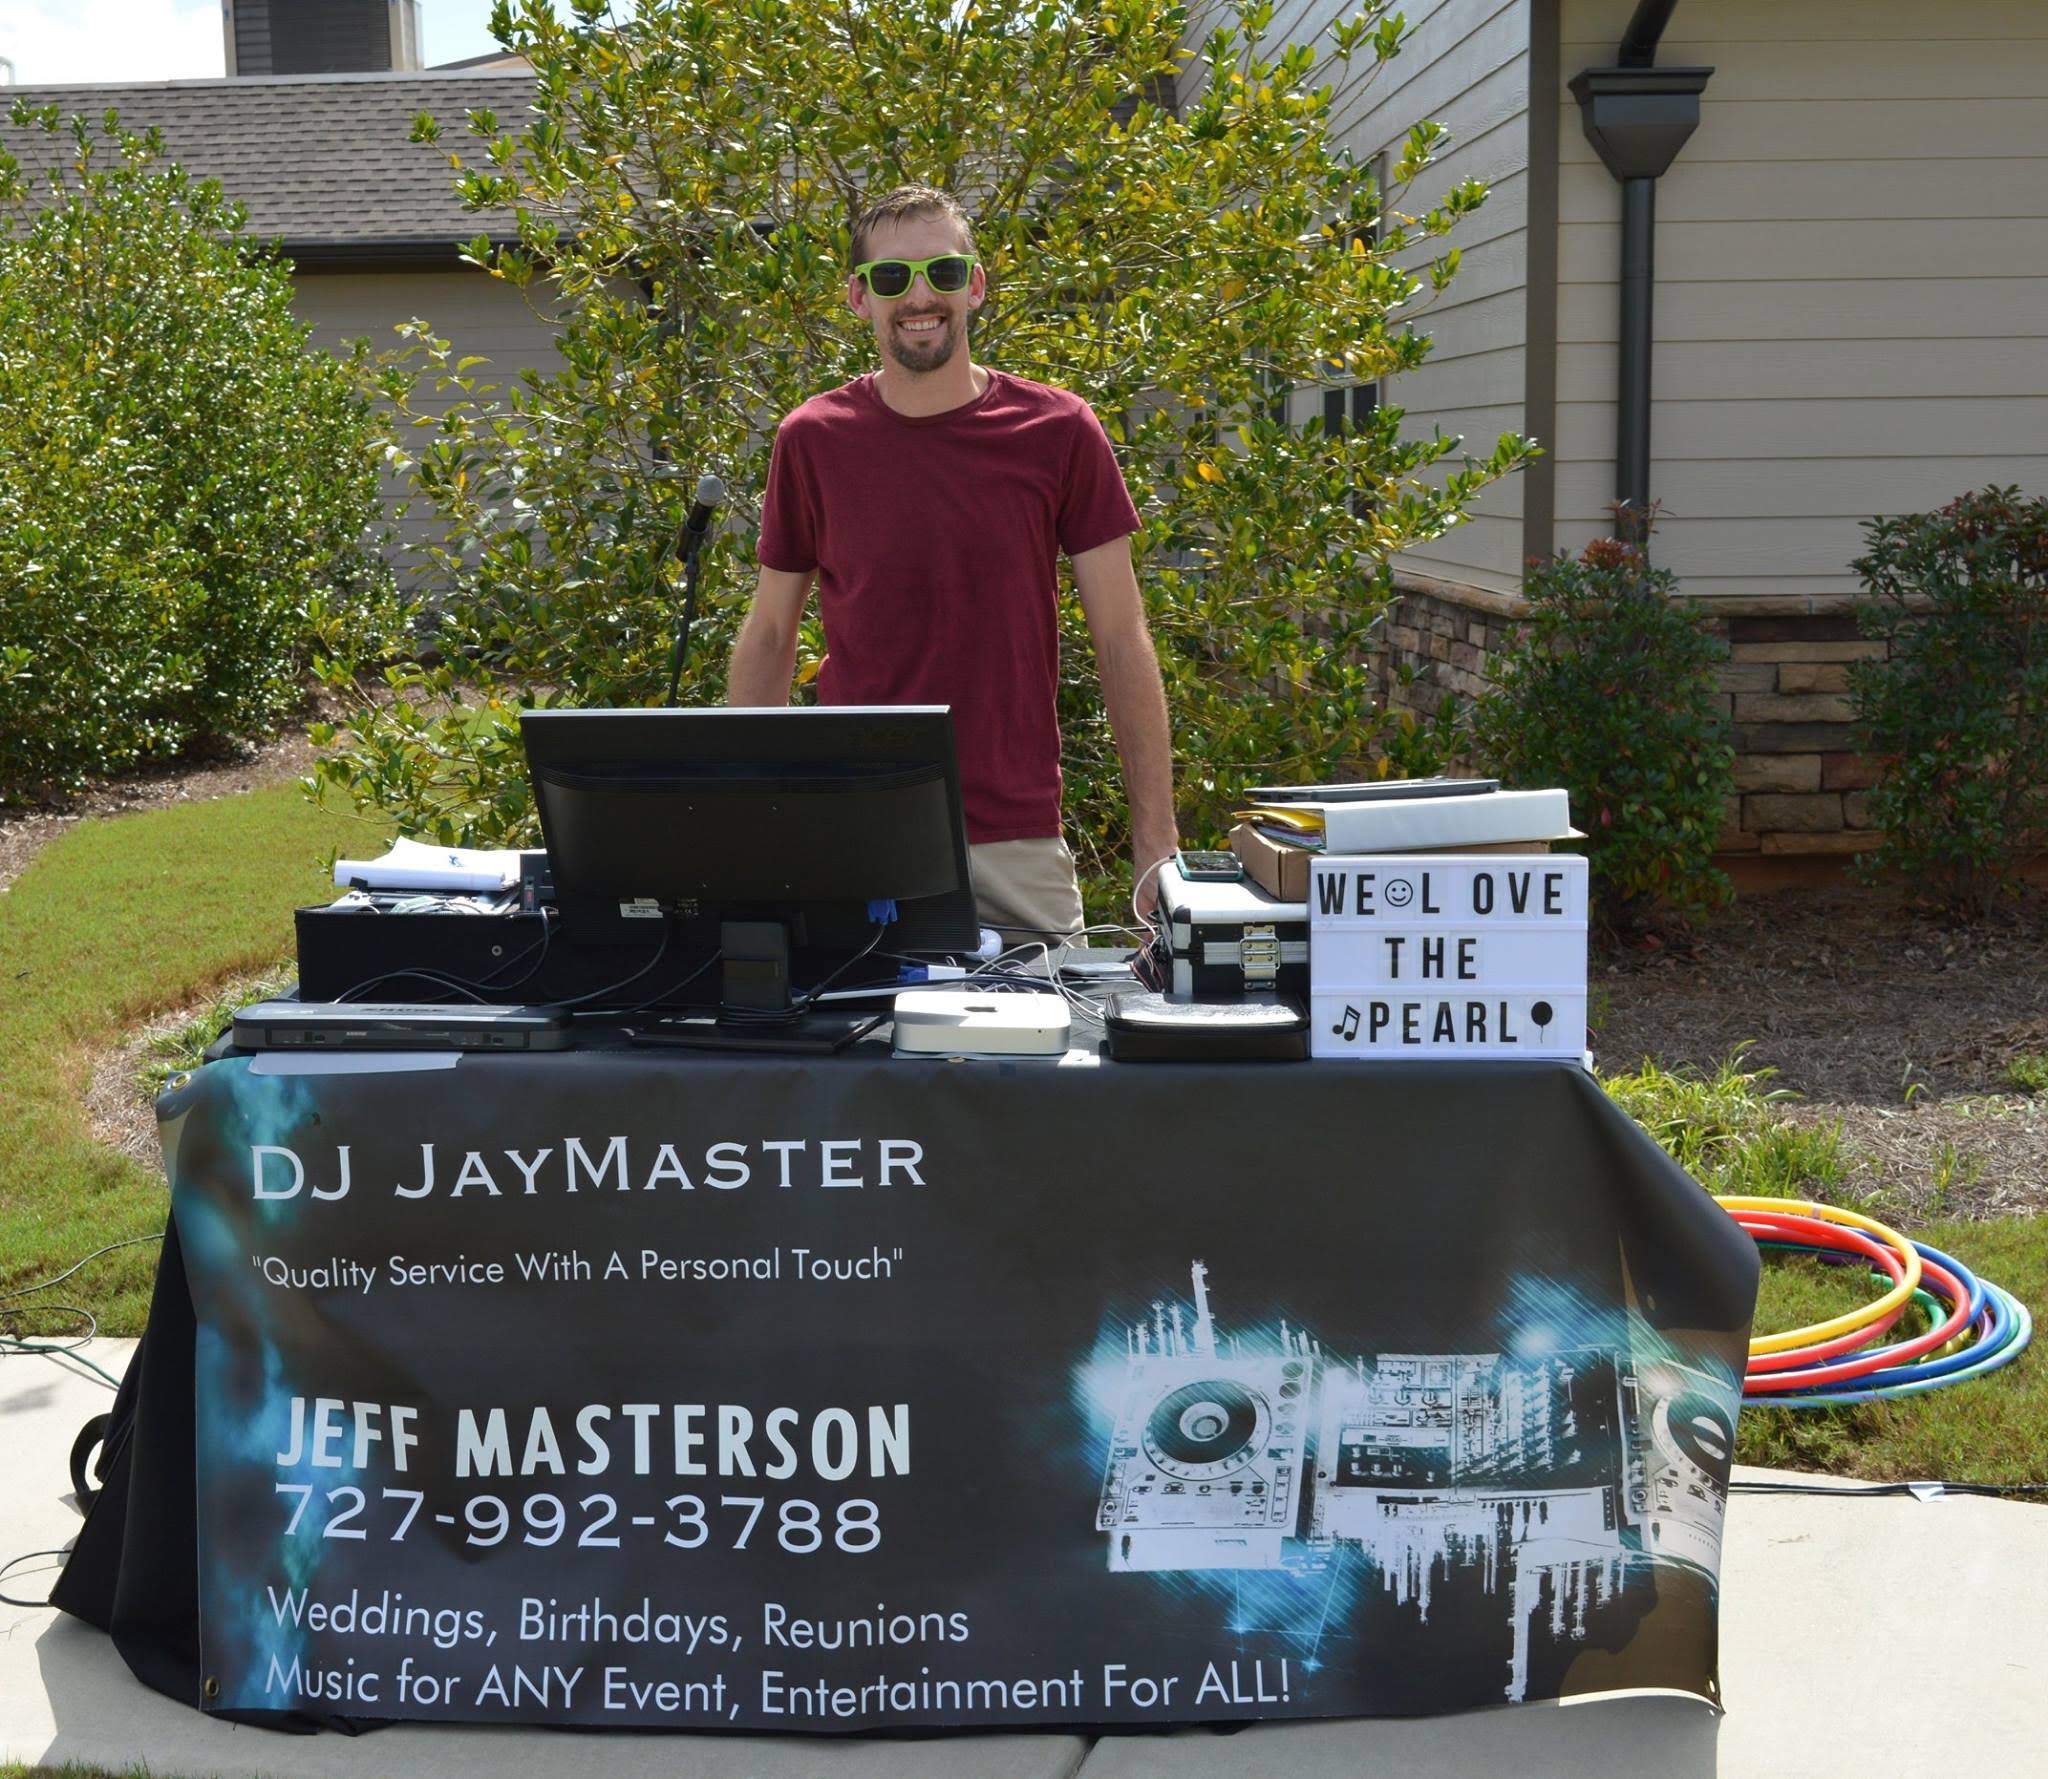 WE☺L OVE
THE
♫PEARL
DJ JAYMASTER
"Quality Service With A Personal Touch"
JEFF MASTERSON
727-992-3788
Weddings, Birthdays, Reunions
Music for ANY Event, Entertainment For ALL!